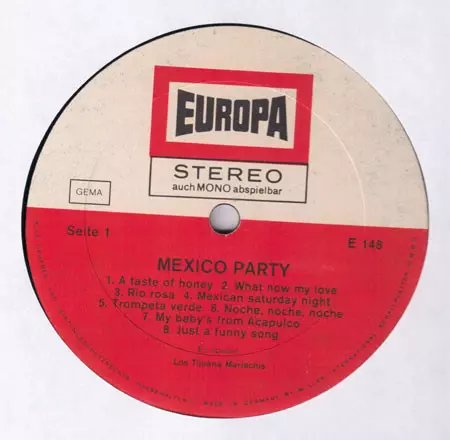 EUROPA
STEREO
auch MONO abspielbar
GEMA
Seite 1
E 148
MEXICO PARTY
1. A taste of honey 2. What now my love
3. Rio rosa 4. Mexican saturday night
5. Trompeta verde 6. Noche, noche, noche
7. My baby's from Acapulco
8. Just a funny song
Los Tijuana Mariachis